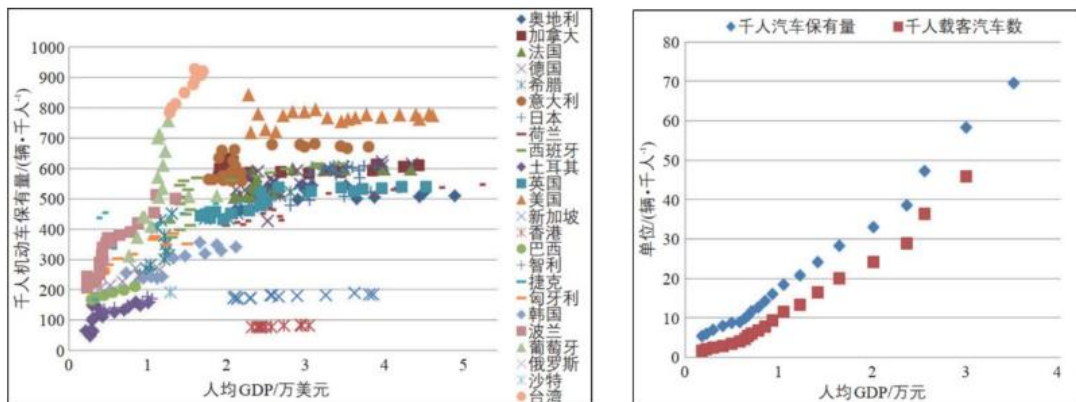 千人机动车保有量/(辆·千人⁻¹)
1000
900
800
700
600
500
400
300
200
100
0
0 1 2 3 4 5 6
人均GDP/万美元
奥地利
加拿大
法国
德国
希腊
意大利
日本
荷兰
西班牙
土耳其
英国
美国
新加坡
香港
巴西
智利
捷克
匈牙利
韩国
波兰
葡萄牙
俄罗斯
沙特
台湾
千人汽车保有量 千人载客汽车数
单位/(辆·千人⁻¹)
80
70
60
50
40
30
20
10
0
0 1 2 3 4
人均GDP/万元